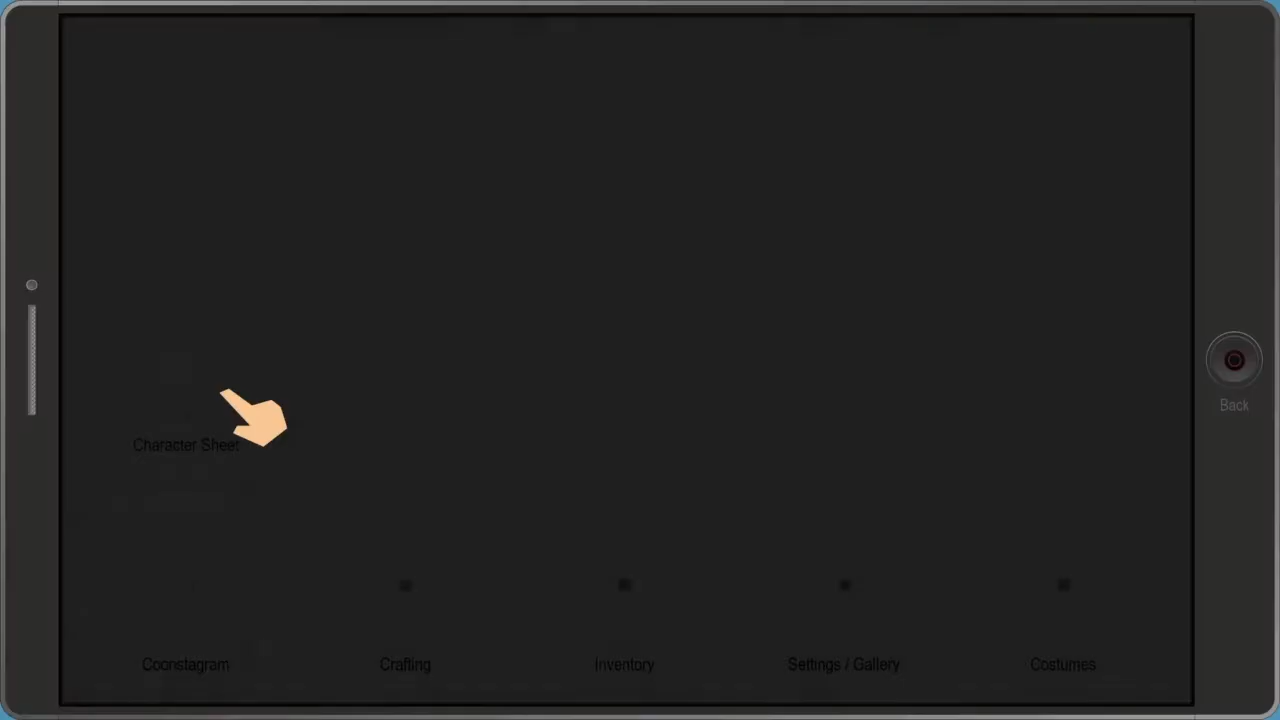 Back
Character Sheet
Coonstagram
Crafting
Inventory
Settings / Gallery
Costumes